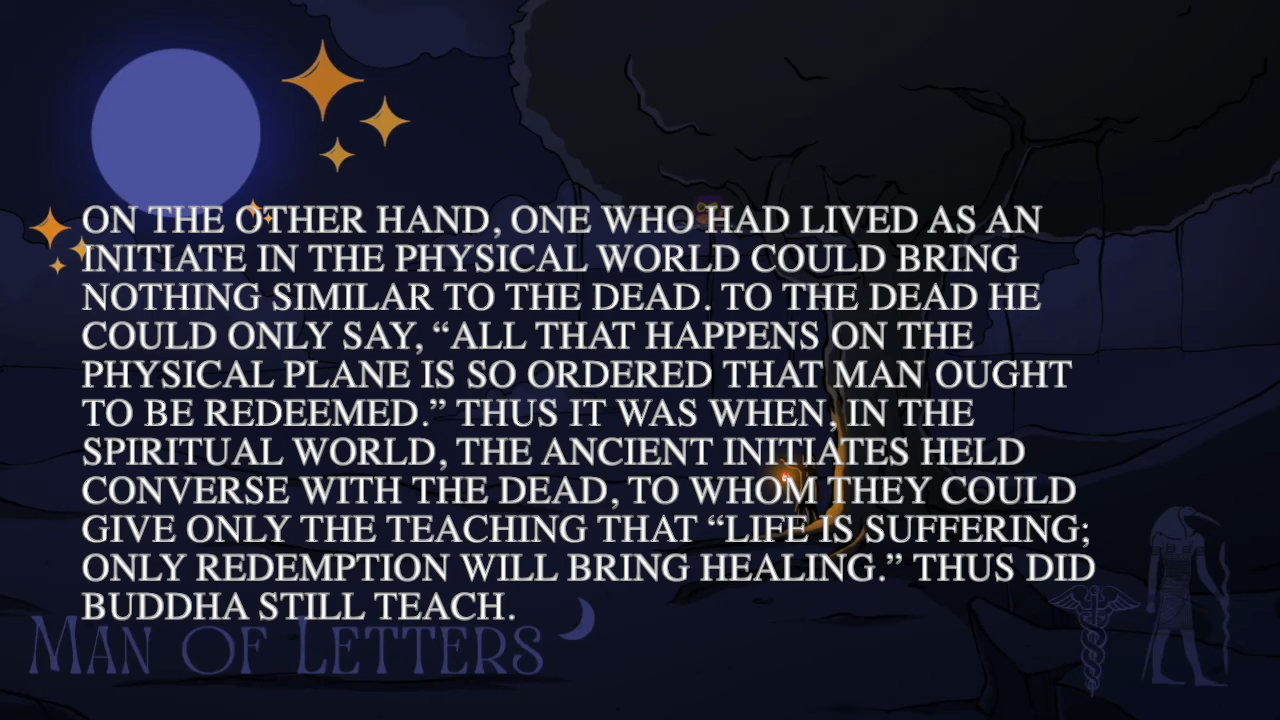 ON THE OTHER HAND, ONE WHO HAD LIVED AS AN
INITIATE IN THE PHYSICAL WORLD COULD BRING
NOTHING SIMILAR TO THE DEAD. TO THE DEAD HE
COULD ONLY SAY, “ALL THAT HAPPENS ON THE
PHYSICAL PLANE IS SO ORDERED THAT MAN OUGHT
TO BE REDEEMED.” THUS IT WAS WHEN, IN THE
SPIRITUAL WORLD, THE ANCIENT INITIATES HELD
CONVERSE WITH THE DEAD, TO WHOM THEY COULD
GIVE ONLY THE TEACHING THAT “LIFE IS SUFFERING;
ONLY REDEMPTION WILL BRING HEALING.” THUS DID
BUDDHA STILL TEACH.
MAN OF LETTERS